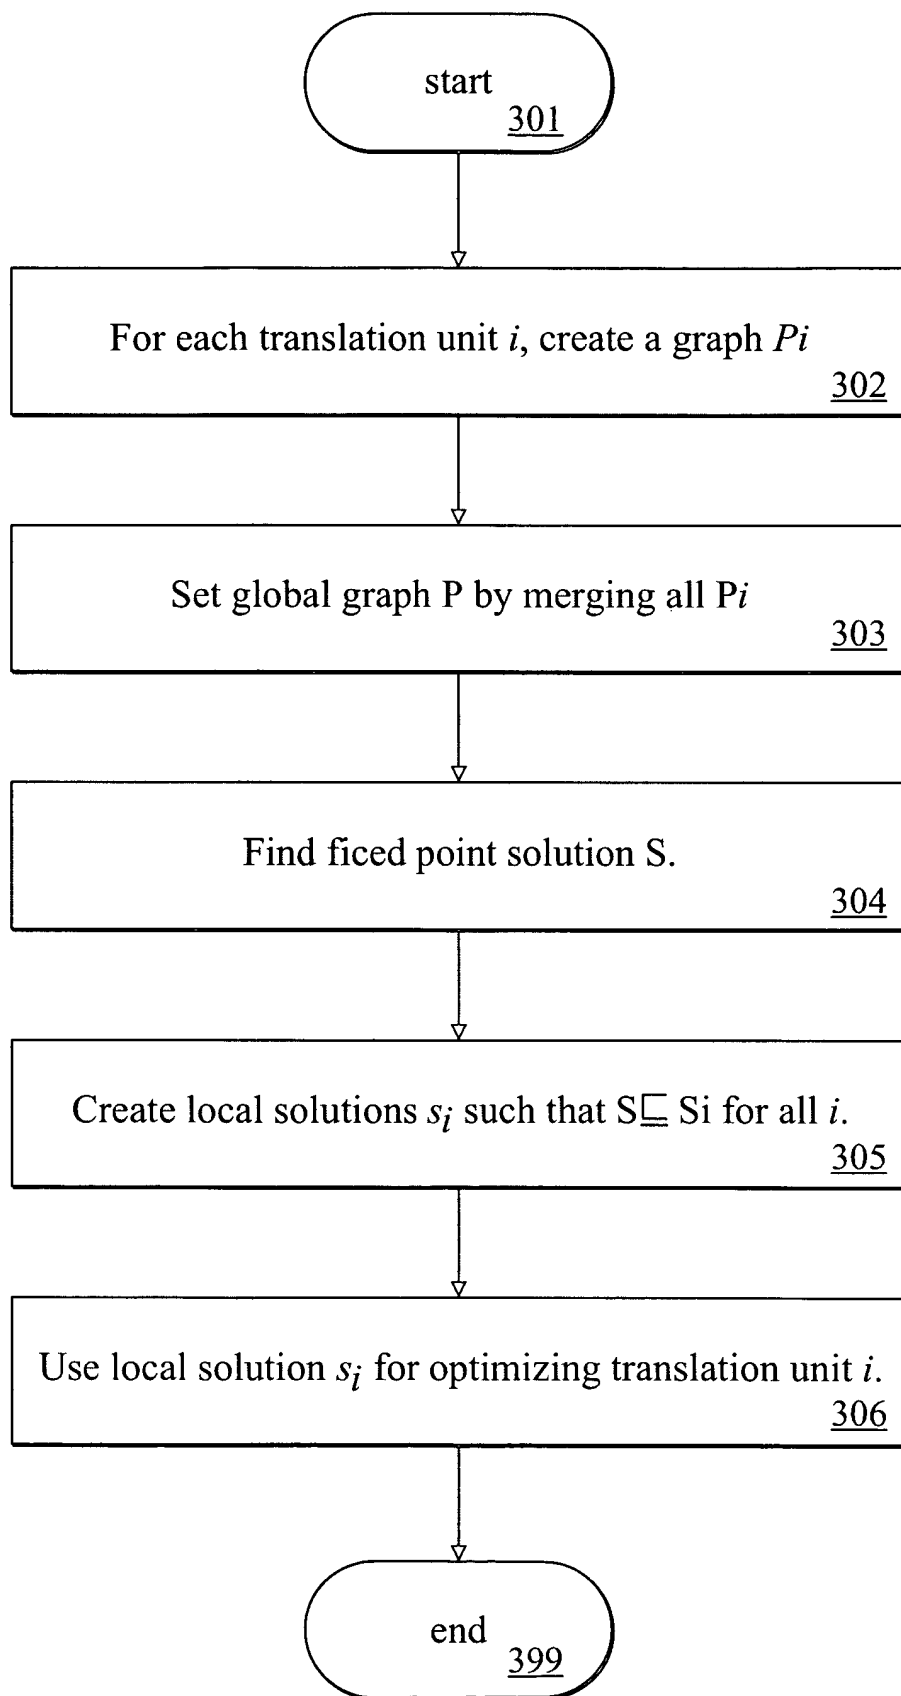 start
301
For each translation unit i, create a graph Pi
302
Set global graph P by merging all Pi
303
Find ficed point solution S.
304
Create local solutions sᵢ such that S⊑ Si for all i.
305
Use local solution sᵢ for optimizing translation unit i.
306
end
399